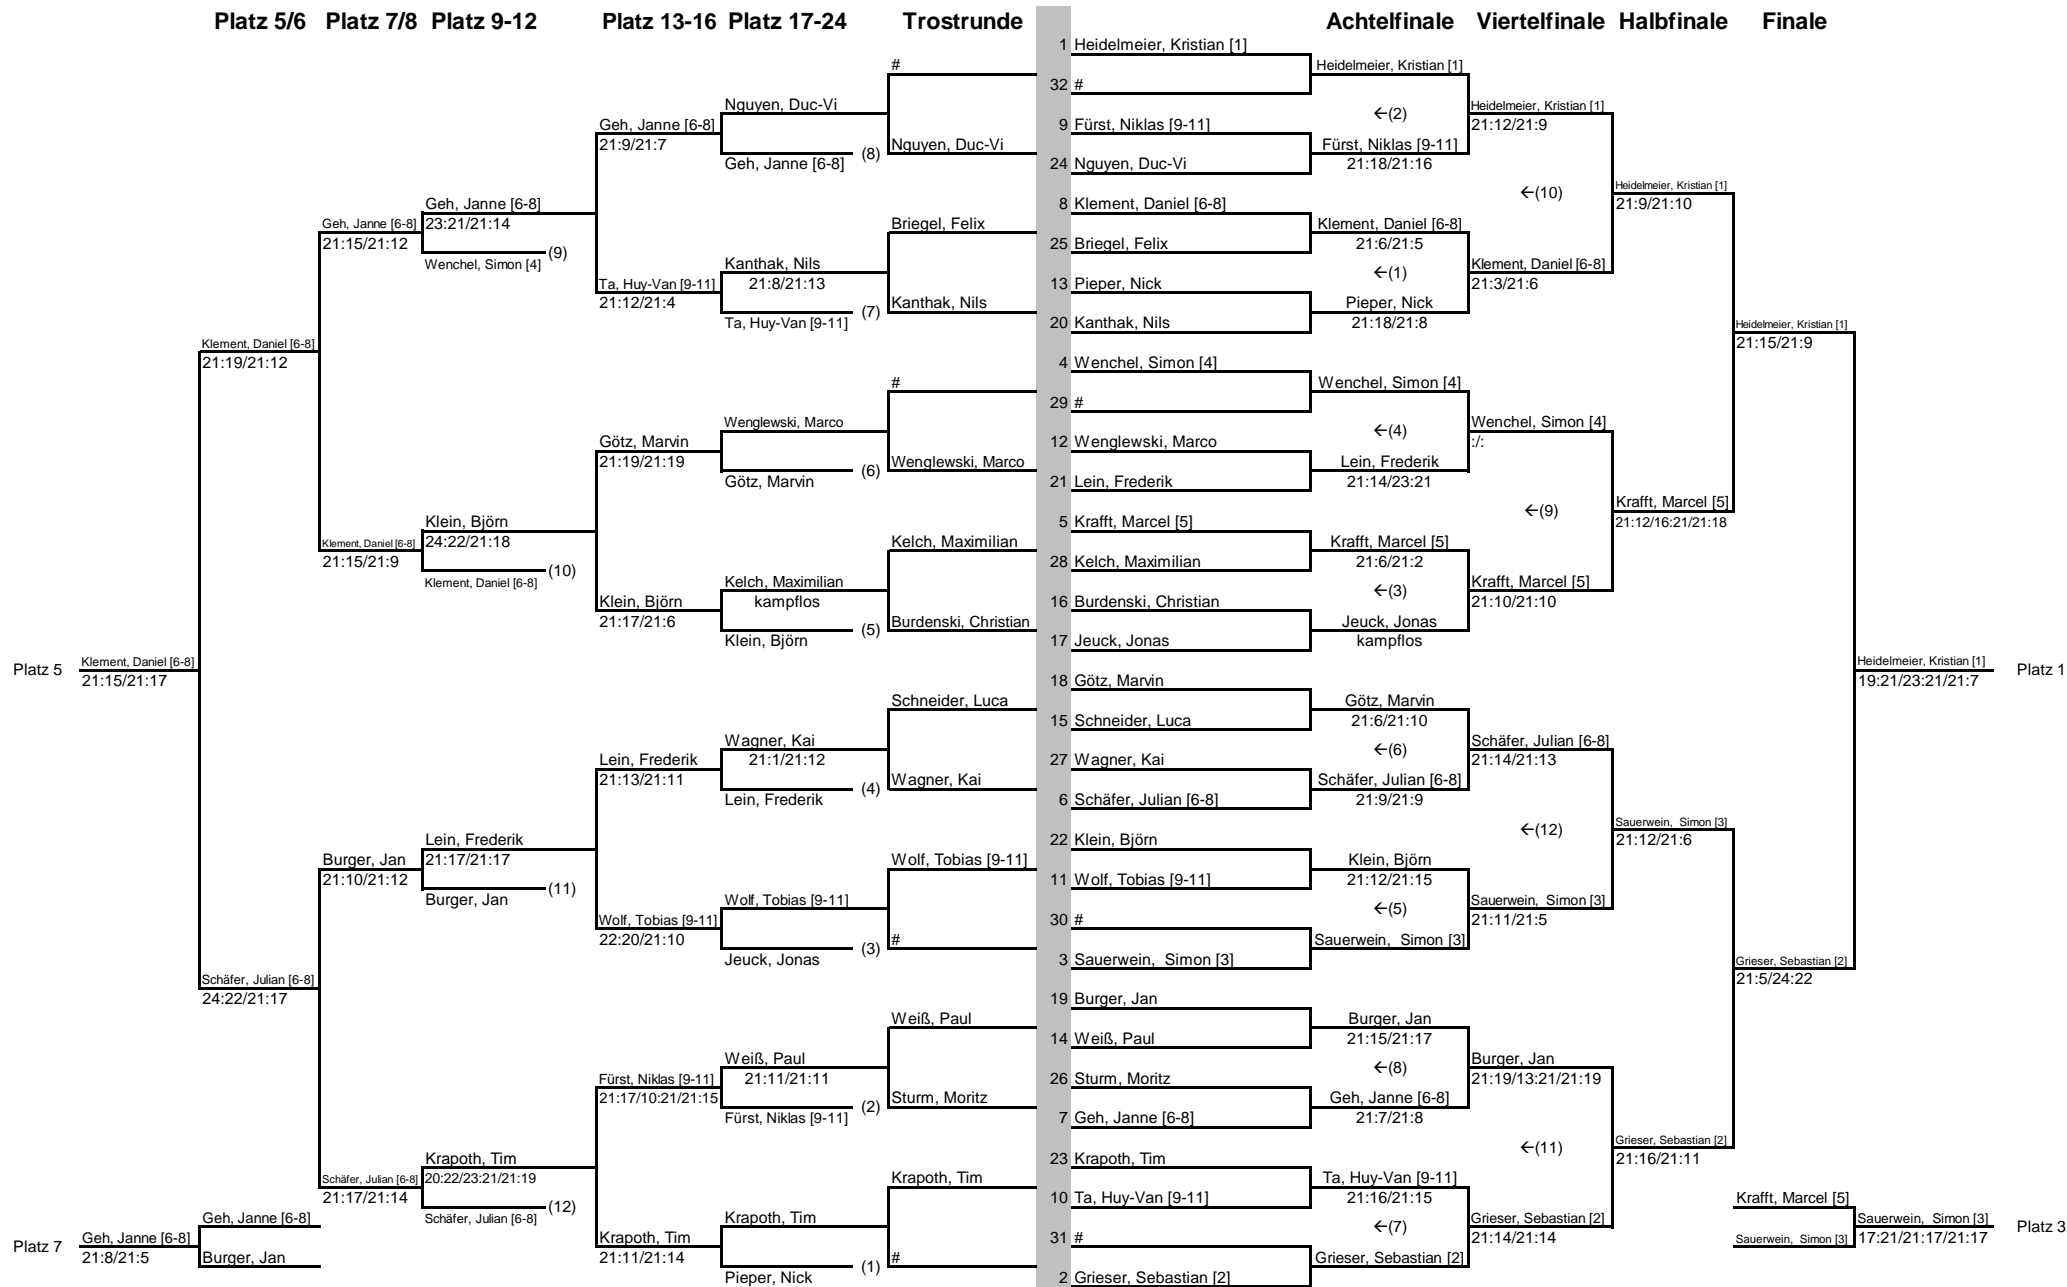 Platz 5/6 Platz 7/8 Platz 9-12 Platz 13-16 Platz 17-24 Trostrunde Achtelfinale Viertelfinale Halbfinale Finale
1 Heidelmeier, Kristian [1]
# Heidelmeier, Kristian [1]
32 #
Nguyen, Duc-Vi ←(2) Heidelmeier, Kristian [1]
Geh, Janne [6-8] 9 Fürst, Niklas [9-11] 21:12/21:9
21:9/21:7 Nguyen, Duc-Vi Fürst, Niklas [9-11]
Geh, Janne [6-8] (8) 24 Nguyen, Duc-Vi 21:18/21:16
←(10) Heidelmeier, Kristian [1]
Geh, Janne [6-8] 8 Klement, Daniel [6-8] 21:9/21:10
Geh, Janne [6-8] 23:21/21:14 Briegel, Felix Klement, Daniel [6-8]
21:15/21:12 (9) 25 Briegel, Felix 21:6/21:5
Wenchel, Simon [4] Kanthak, Nils ←(1) Klement, Daniel [6-8]
Ta, Huy-Van [9-11] 21:8/21:13 13 Pieper, Nick 21:3/21:6
21:12/21:4 Kanthak, Nils Pieper, Nick
Ta, Huy-Van [9-11] (7) 20 Kanthak, Nils 21:18/21:8 Heidelmeier, Kristian [1]
Klement, Daniel [6-8] 21:15/21:9
21:19/21:12 4 Wenchel, Simon [4]
# Wenchel, Simon [4]
29 #
Wenglewski, Marco ←(4) Wenchel, Simon [4]
Götz, Marvin 12 Wenglewski, Marco :/:
21:19/21:19 Wenglewski, Marco Lein, Frederik
Götz, Marvin (6) 21 Lein, Frederik 21:14/23:21
←(9) Krafft, Marcel [5]
Klein, Björn 5 Krafft, Marcel [5] 21:12/16:21/21:18
Klement, Daniel [6-8] 24:22/21:18 Kelch, Maximilian Krafft, Marcel [5]
21:15/21:9 (10) 28 Kelch, Maximilian 21:6/21:2
Klement, Daniel [6-8] Kelch, Maximilian ←(3) Krafft, Marcel [5]
Klein, Björn kampflos 16 Burdenski, Christian 21:10/21:10
21:17/21:6 Burdenski, Christian Jeuck, Jonas
Klein, Björn (5) 17 Jeuck, Jonas kampflos
Platz 5 Klement, Daniel [6-8] Heidelmeier, Kristian [1] Platz 1
21:15/21:17 18 Götz, Marvin 19:21/23:21/21:7
Schneider, Luca Götz, Marvin
15 Schneider, Luca 21:6/21:10
Wagner, Kai ←(6) Schäfer, Julian [6-8]
Lein, Frederik 21:1/21:12 27 Wagner, Kai 21:14/21:13
21:13/21:11 Wagner, Kai Schäfer, Julian [6-8]
Lein, Frederik (4) 6 Schäfer, Julian [6-8] 21:9/21:9
←(12) Sauerwein, Simon [3]
Lein, Frederik 22 Klein, Björn 21:12/21:6
Burger, Jan 21:17/21:17 Wolf, Tobias [9-11] Klein, Björn
21:10/21:12 (11) 11 Wolf, Tobias [9-11] 21:12/21:15
Burger, Jan Wolf, Tobias [9-11] ←(5) Sauerwein, Simon [3]
Wolf, Tobias [9-11] 30 # 21:11/21:5
22:20/21:10 # Sauerwein, Simon [3]
Jeuck, Jonas (3) 3 Sauerwein, Simon [3] Grieser, Sebastian [2]
Schäfer, Julian [6-8] 21:5/24:22
24:22/21:17 19 Burger, Jan
Weiß, Paul Burger, Jan
14 Weiß, Paul 21:15/21:17
Weiß, Paul ←(8) Burger, Jan
Fürst, Niklas [9-11] 21:11/21:11 26 Sturm, Moritz 21:19/13:21/21:19
21:17/10:21/21:15 Sturm, Moritz Geh, Janne [6-8]
Fürst, Niklas [9-11] (2) 7 Geh, Janne [6-8] 21:7/21:8
←(11) Grieser, Sebastian [2]
Krapoth, Tim 23 Krapoth, Tim 21:16/21:11
Schäfer, Julian [6-8] 20:22/23:21/21:19 Krapoth, Tim Ta, Huy-Van [9-11]
21:17/21:14 (12) 10 Ta, Huy-Van [9-11] 21:16/21:15 Krafft, Marcel [5]
Geh, Janne [6-8] Schäfer, Julian [6-8] Krapoth, Tim ←(7) Grieser, Sebastian [2] Sauerwein, Simon [3] Platz 3
Platz 7 Geh, Janne [6-8] Krapoth, Tim 31 # 21:14/21:14 Sauerwein, Simon [3] 17:21/21:17/21:17
21:8/21:5 Burger, Jan 21:11/21:14 # Grieser, Sebastian [2]
Pieper, Nick (1) 2 Grieser, Sebastian [2]